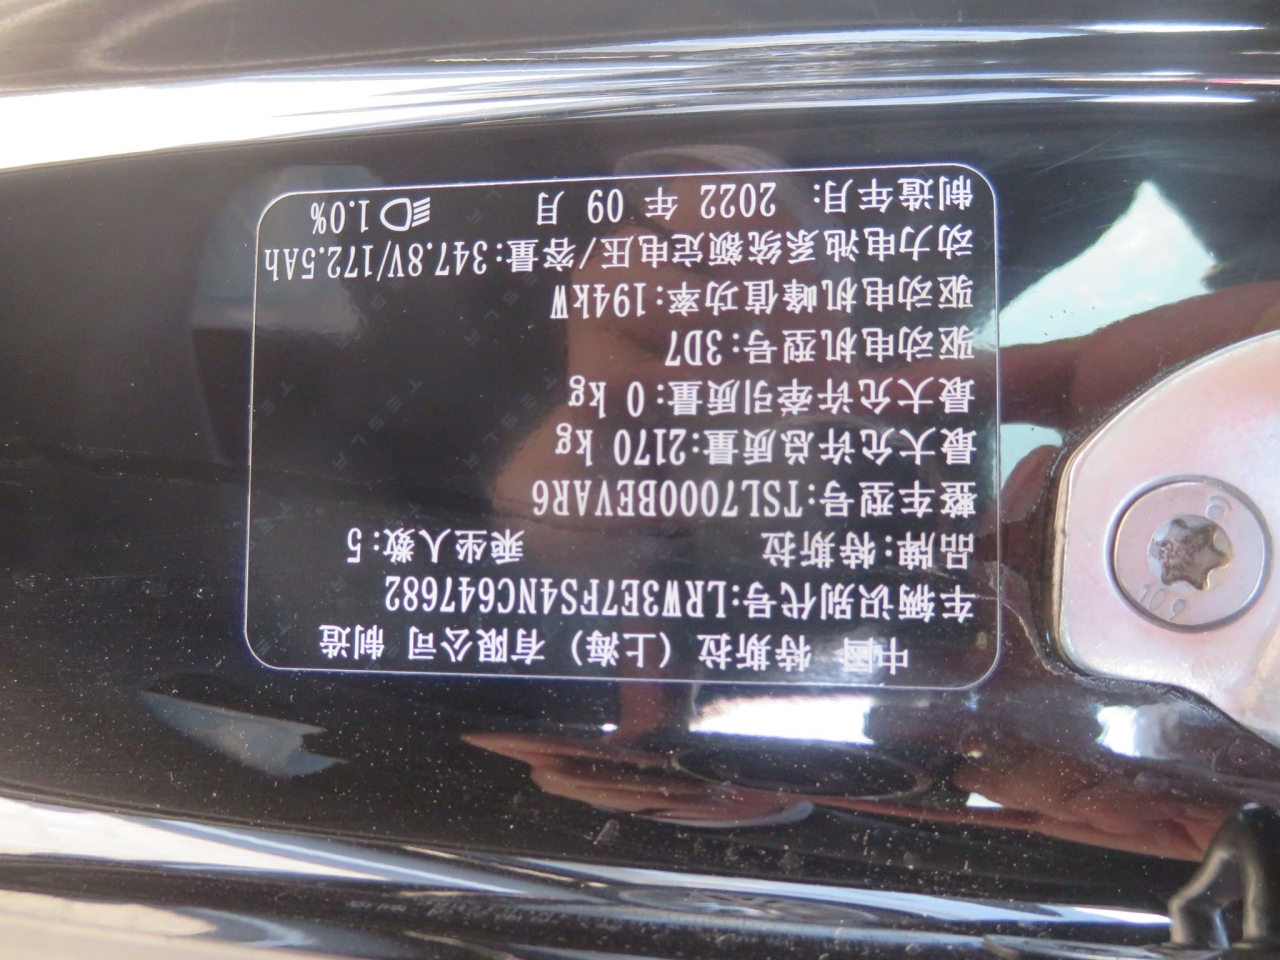 中国 特斯拉 (上海) 有限公司 制造
车辆识别代号:LRW3E7FS4NC647682
品牌:特斯拉 乘坐人数:5
整车型号:TSL7000BEVAR6
最大允许总质量:2170 kg
最大允许牵引质量:0 kg
驱动电机型号:3D7
驱动电机峰值功率:194kW
动力电池系统额定电压/容量:347.8V/172.5Ah
制造年月: 2022 年 09 月 1.0%
10.9